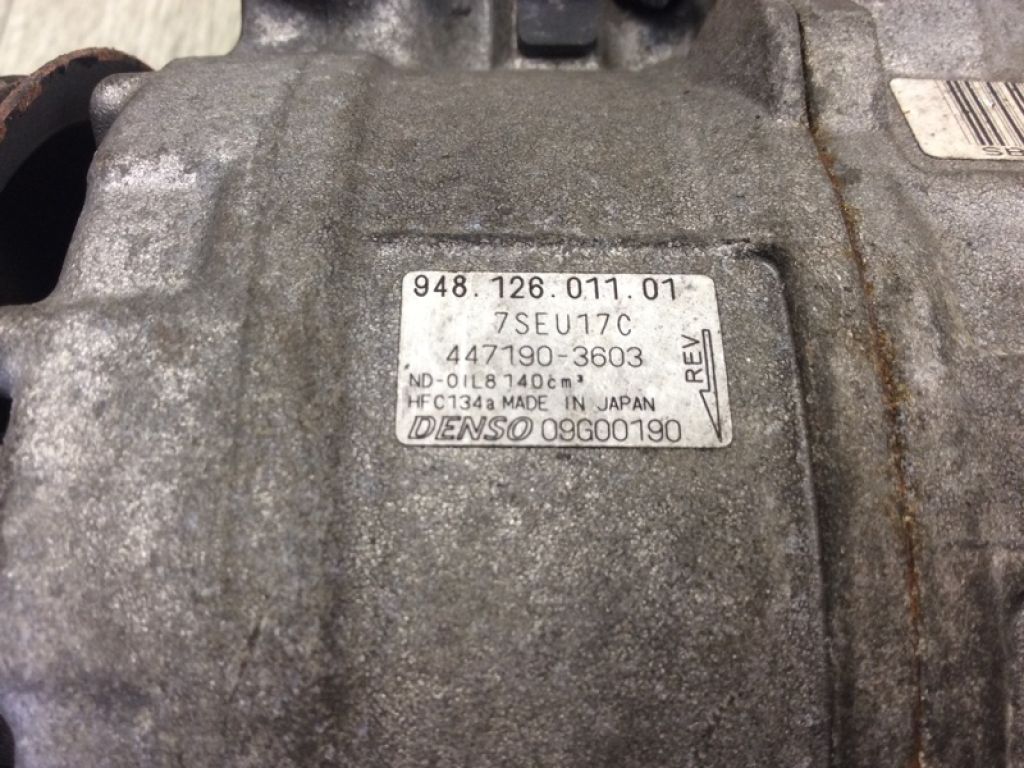 948.126.011.01
7SEU17C
447190-3603
REV
ND-OIL8 140cm³
HFC134a MADE IN JAPAN
DENSO 09G00190